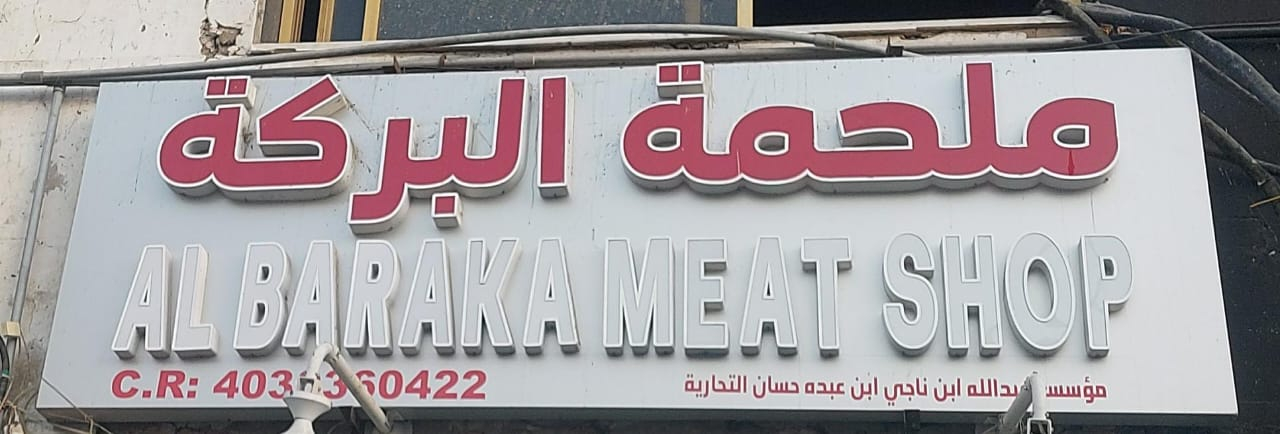 ملحمة البركة
AL BARAKA MEAT SHOP
C.R:
ابن ناجي ابن عبده حسان التجارية